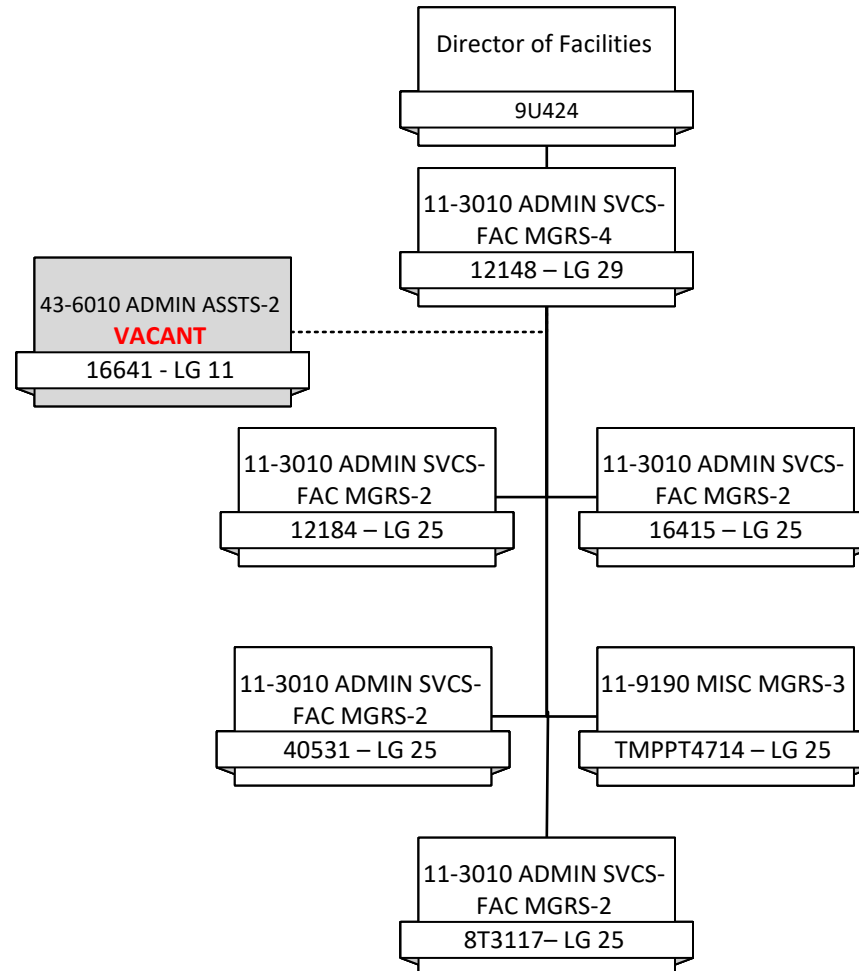 Director of Facilities
9U424
11-3010 ADMIN SVCS-
FAC MGRS-4
12148 – LG 29
43-6010 ADMIN ASSTS-2
VACANT
16641 - LG 11
11-3010 ADMIN SVCS-
FAC MGRS-2
12184 – LG 25
11-3010 ADMIN SVCS-
FAC MGRS-2
16415 – LG 25
11-3010 ADMIN SVCS-
FAC MGRS-2
40531 – LG 25
11-9190 MISC MGRS-3
TMPPT4714 – LG 25
11-3010 ADMIN SVCS-
FAC MGRS-2
8T3117– LG 25